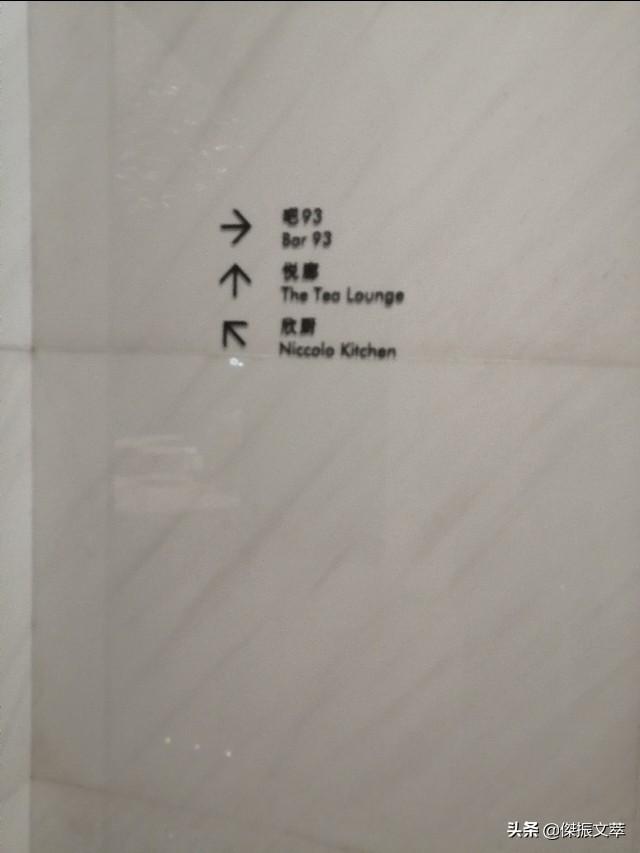 吧93
Bar 93
悦廊
The Tea Lounge
欣厨
Niccolo Kitchen
头条 @傑振文萃